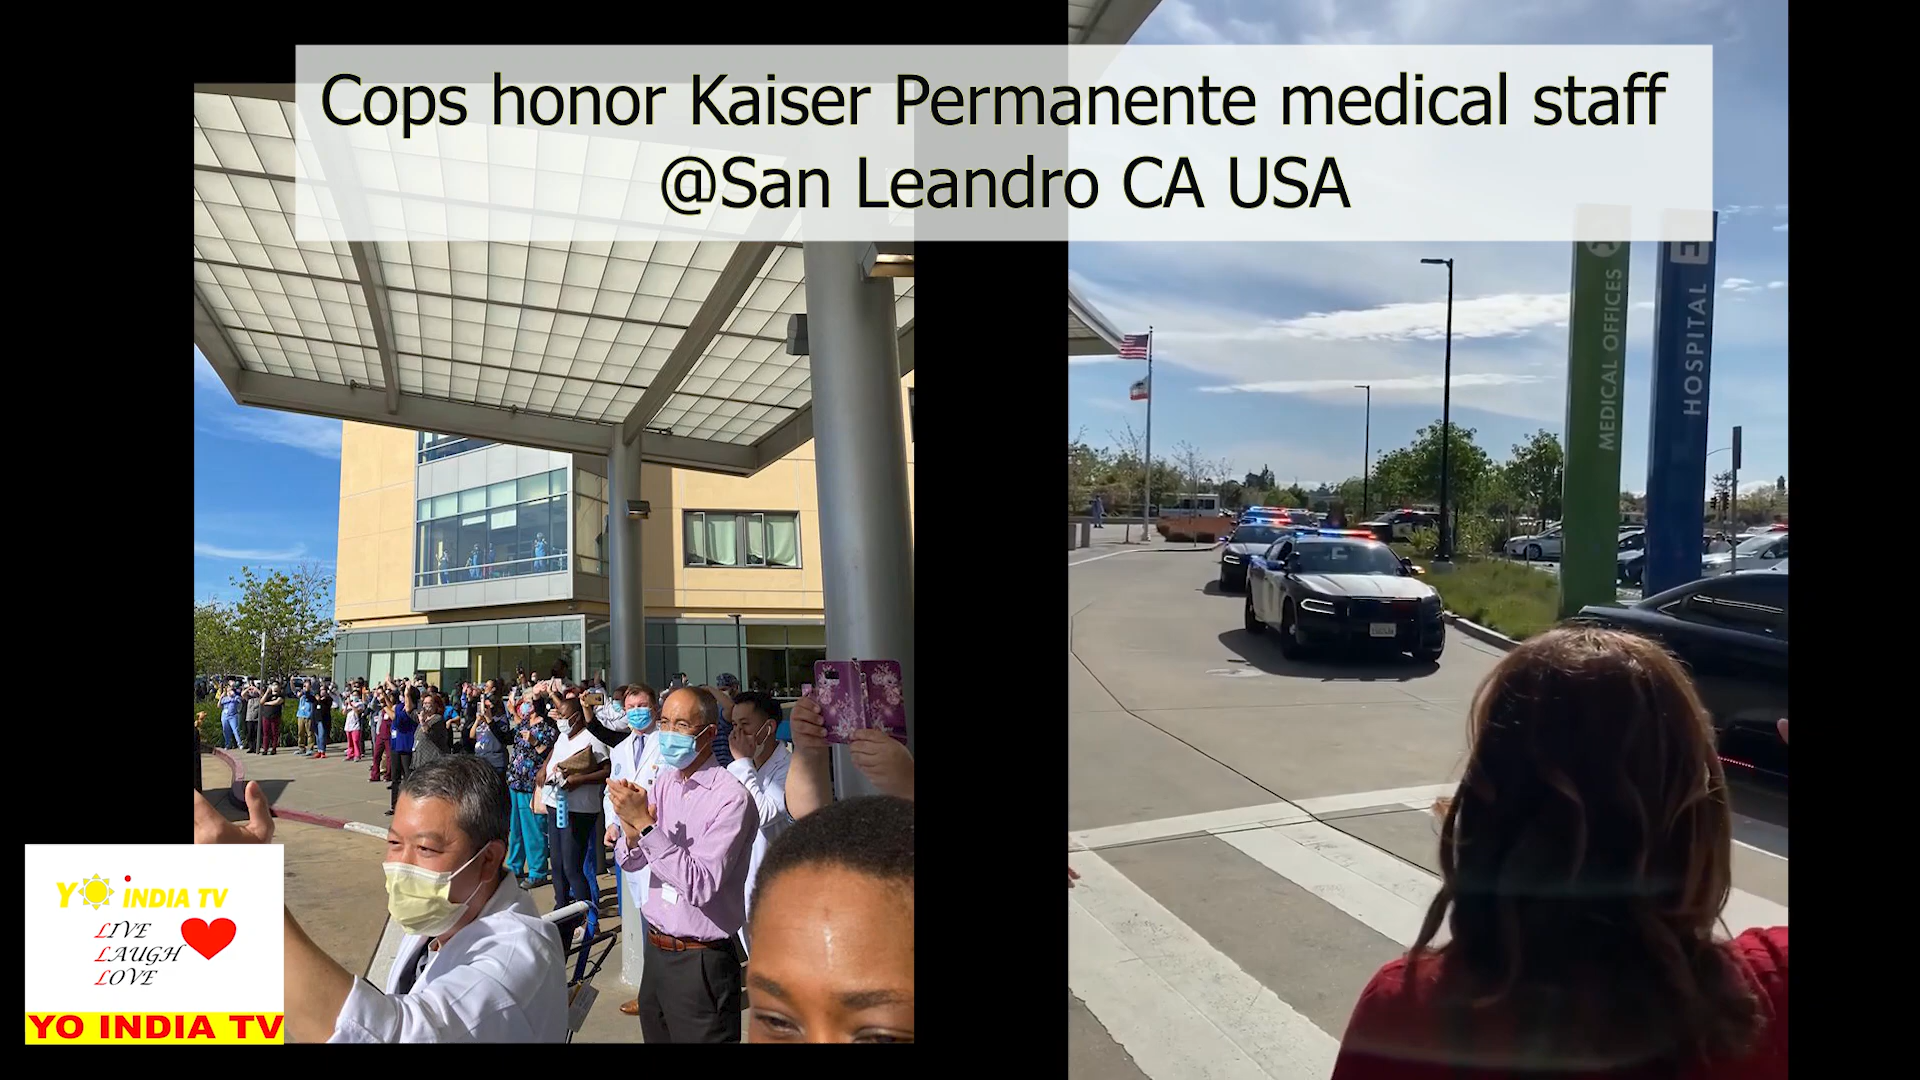 Cops honor Kaiser Permanente medical staff
@San Leandro CA USA
MEDICAL OFFICES
HOSPITAL
E
YO INDIA TV
LIVE
LAUGH
LOVE
YO INDIA TV